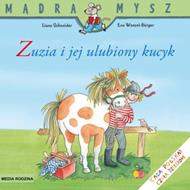 MĄDRA MYSZ
Liane Schneider
Eva Wenzel-Bürger
Zuzia i jej ulubiony kucyk
MEDIA RODZINA